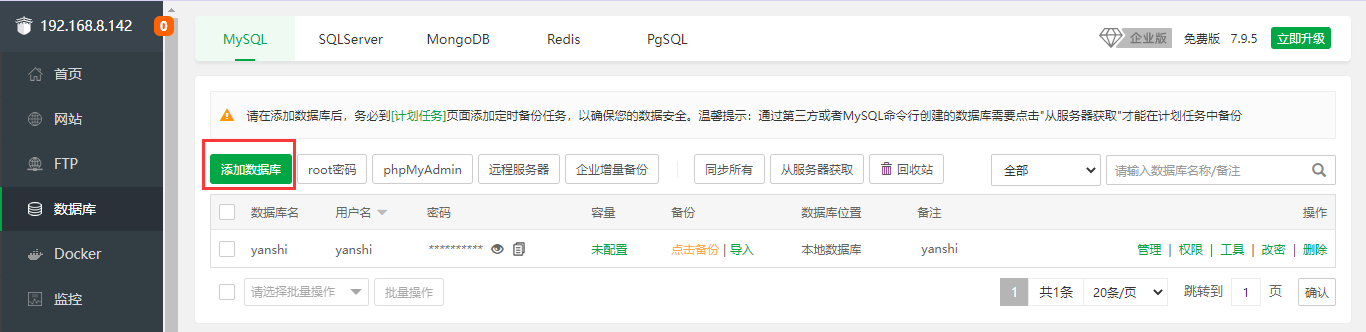 192.168.8.142
0
首页
网站
FTP
数据库
Docker
监控
MySQL
SQLServer
MongoDB
Redis
PgSQL
企业版
免费版
7.9.5
立即升级
请在添加数据库后，务必到[计划任务]页面添加定时备份任务，以确保您的数据安全。温馨提示：通过第三方或者MySQL命令行创建的数据库需要点击"从服务器获取"才能在计划任务中备份
添加数据库
root密码
phpMyAdmin
远程服务器
企业增量备份
同步所有
从服务器获取
回收站
全部
请输入数据库名称/备注
数据库名
用户名
密码
容量
备份
数据库位置
备注
操作
yanshi
yanshi
**********
未配置
点击备份 | 导入
本地数据库
yanshi
管理 | 权限 | 工具 | 改密 | 删除
请选择批量操作
批量操作
1
共1条
20条/页
跳转到
1
页
确认